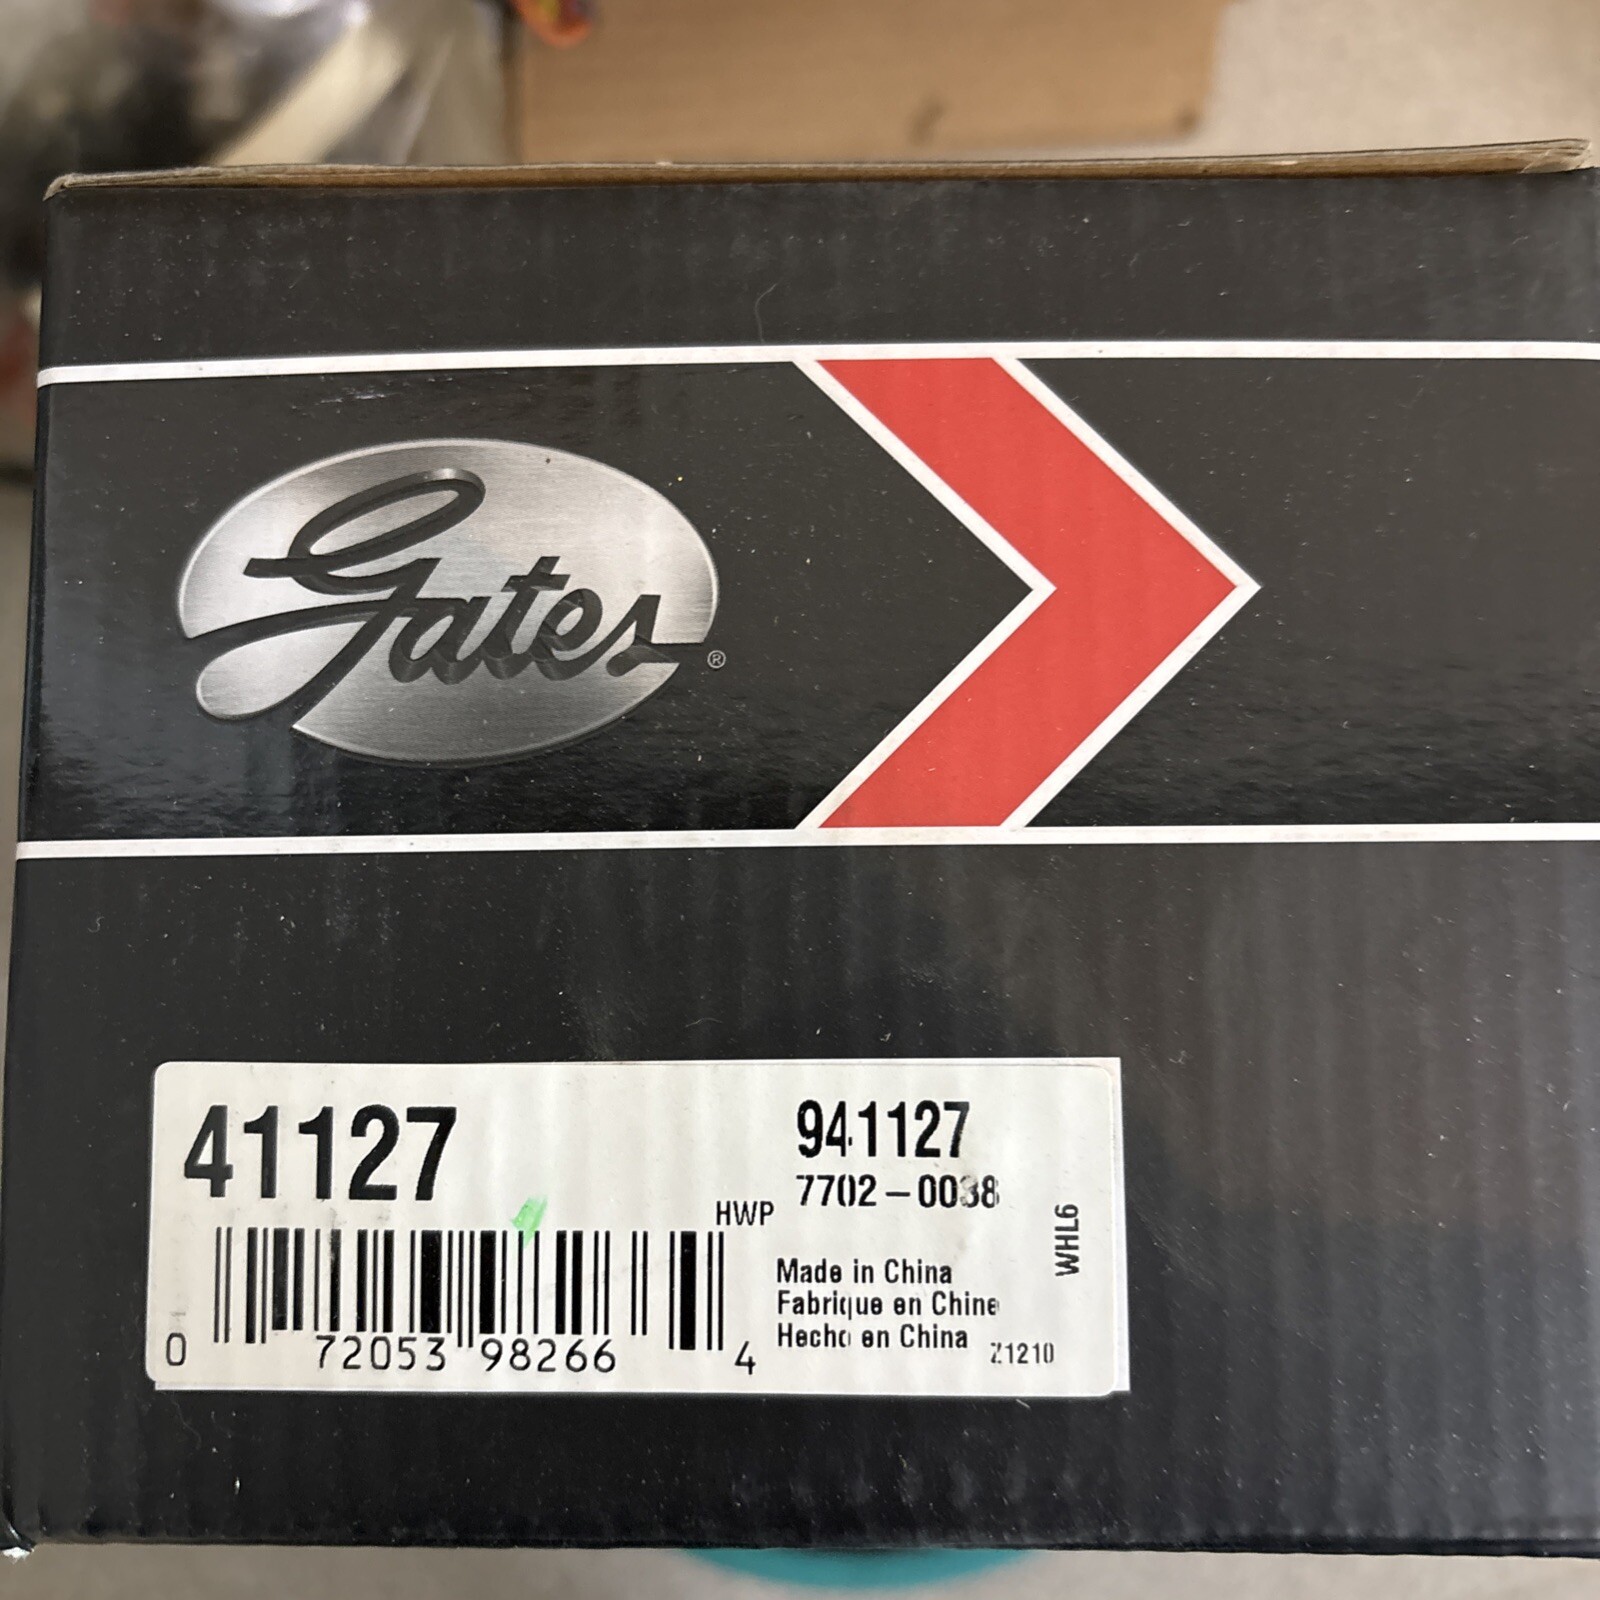 Gates®
41127
941127
7702-0038
HWP
WHL6
Made in China
Fabrique en Chine
Hecho en China
Z1210
0 72053 98266 4